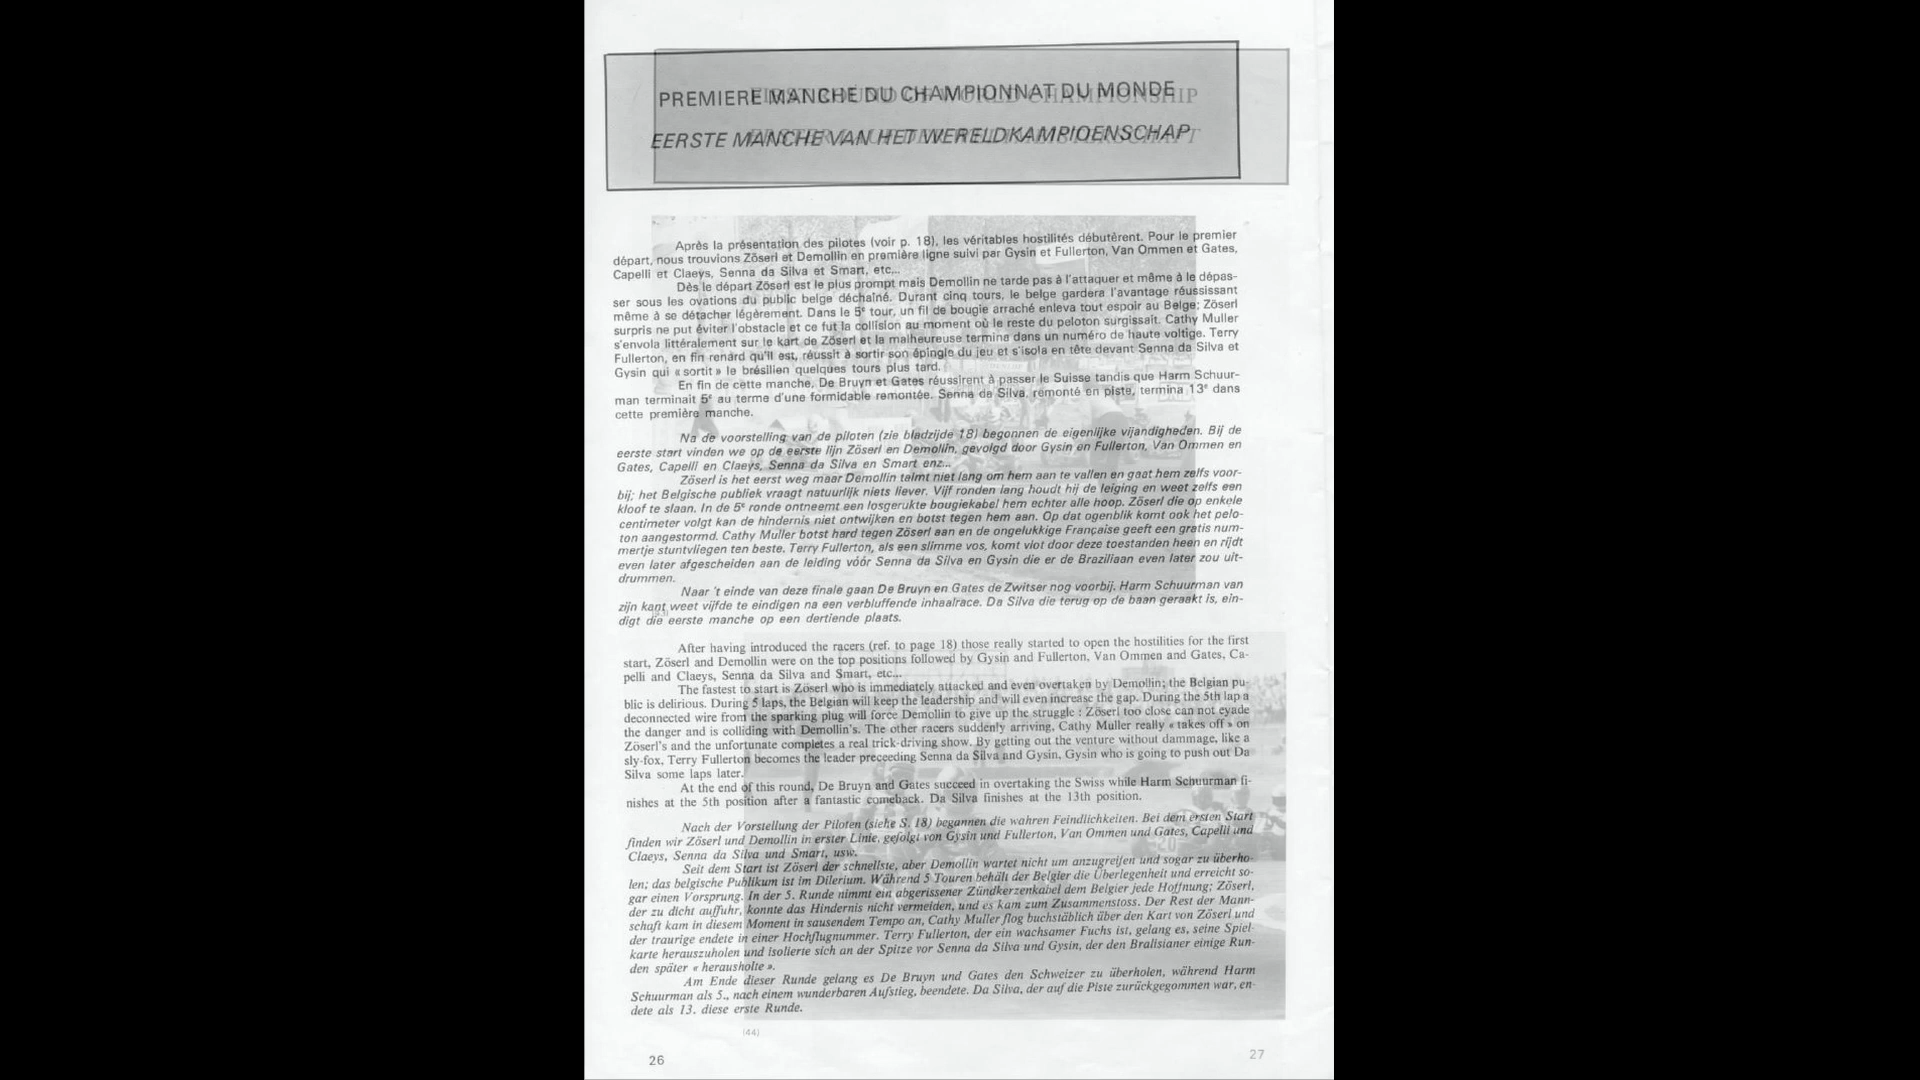 PREMIERE MANCHE DU CHAMPIONNAT DU MONDE
EERSTE MANCHE VAN HET WERELDKAMPIOENSCHAP
Après la présentation des pilotes (voir p. 18), les véritables hostilités débutèrent. Pour le premier
départ, nous trouvions Zöserl et Demollin en première ligne suivi par Gysin et Fullerton, Van Ommen et Gates,
Capelli et Claeys, Senna da Silva et Smart, etc...
Dès le départ Zöserl est le plus prompt mais Demollin ne tarde pas à l'attaquer et même à le dépas-
ser sous les ovations du public belge déchaîné. Durant cinq tours, le belge gardera l'avantage réussissant
même à se détacher légèrement. Dans le 5e tour, un fil de bougie arraché enleva tout espoir au Belge; Zöserl
surpris ne put éviter l'obstacle et ce fut la collision au moment où le reste du peloton surgissait. Cathy Muller
s'envola littéralement sur le kart de Zöserl et la malheureuse termina dans un numéro de haute voltige. Terry
Fullerton, en fin renard qu'il est, réussit à sortir son épingle du jeu et s'isola en tête devant Senna da Silva et
Gysin qui « sortit » le brésilien quelques tours plus tard.
En fin de cette manche, De Bruyn et Gates réussirent à passer le Suisse tandis que Harm Schuur-
man terminait 5e au terme d'une formidable remontée. Senna da Silva, remonté en piste, termina 13e dans
cette première manche.
Na de voorstelling van de piloten (zie bladzijde 18) begonnen de eigenlijke vijandigheden. Bij de
eerste start vinden we op de eerste lijn Zöserl en Demollin, gevolgd door Gysin en Fullerton, Van Ommen en
Gates, Capelli en Claeys, Senna da Silva en Smart enz...
Zöserl is het eerst weg maar Demollin talmt niet lang om hem aan te vallen en gaat hem zelfs voor-
bij; het Belgische publiek vraagt natuurlijk niets liever. Vijf ronden lang houdt hij de leiging en weet zelfs een
kloof te slaan. In de 5e ronde ontneemt een losgerukte bougiekabel hem echter alle hoop. Zöserl die op enkele
centimeter volgt kan de hindernis niet ontwijken en botst tegen hem aan. Op dat ogenblik komt ook het pelo-
ton aangestormd. Cathy Muller botst hard tegen Zöserl aan en de ongelukkige Française geeft een gratis num-
mertje stuntvliegen ten beste. Terry Fullerton, als een slimme vos, komt vlot door deze toestanden heen en rijdt
even later afgescheiden aan de leiding vóór Senna da Silva en Gysin die er de Braziliaan even later zou uit-
drummen.
Naar 't einde van deze finale gaan De Bruyn en Gates de Zwitser nog voorbij. Harm Schuurman van
zijn kant weet vijfde te eindigen na een verbluffende inhaalrace. Da Silva die terug op de baan geraakt is, ein-
digt die eerste manche op een dertiende plaats.
After having introduced the racers (ref. to page 18) those really started to open the hostilities for the first
start, Zöserl and Demollin were on the top positions followed by Gysin and Fullerton, Van Ommen and Gates, Ca-
pelli and Claeys, Senna da Silva and Smart, etc...
The fastest to start is Zöserl who is immediately attacked and even overtaken by Demollin; the Belgian pu-
blic is delirious. During 5 laps, the Belgian will keep the leadership and will even increase the gap. During the 5th lap a
deconnected wire from the sparking plug will force Demollin to give up the struggle : Zöserl too close can not eyade
the danger and is colliding with Demollin's. The other racers suddenly arriving, Cathy Muller really « takes off » on
Zöserl's and the unfortunate completes a real trick-driving show. By getting out the venture without dammage, like a
sly-fox, Terry Fullerton becomes the leader preceeding Senna da Silva and Gysin, Gysin who is going to push out Da
Silva some laps later.
At the end of this round, De Bruyn and Gates succeed in overtaking the Swiss while Harm Schuurman fi-
nishes at the 5th position after a fantastic comeback. Da Silva finishes at the 13th position.
Nach der Vorstellung der Piloten (siehe S. 18) begannen die wahren Feindlichkeiten. Bei dem ersten Start
finden wir Zöserl und Demollin in erster Linie, gefolgt von Gysin und Fullerton, Van Ommen und Gates, Capelli und
Claeys, Senna da Silva und Smart, usw.
Seit dem Start ist Zöserl der schnellste, aber Demollin wartet nicht um anzugreifen und sogar zu überho-
len; das belgische Publikum ist im Dilerium. Während 5 Touren behält der Belgier die Überlegenheit und erreicht so-
gar einen Vorsprung. In der 5. Runde nimmt ein abgerissener Zündkerzenkabel dem Belgier jede Hoffnung; Zöserl,
der zu dicht auffuhr, konnte das Hindernis nicht vermeiden, und es kam zum Zusammenstoss. Der Rest der Mann-
schaft kam in diesem Moment in sausendem Tempo an, Cathy Muller flog buchstäblich über den Kart von Zöserl und
der traurige endete in einer Hochflugnummer. Terry Fullerton, der ein wachsamer Fuchs ist, gelang es, seine Spiel-
karte herauszuholen und isolierte sich an der Spitze vor Senna da Silva und Gysin, der den Bralisianer einige Run-
den später « herausholte ».
Am Ende dieser Runde gelang es De Bruyn und Gates den Schweizer zu überholen, während Harm
Schuurman als 5., nach einem wunderbaren Aufstieg, beendete. Da Silva, der auf die Piste zurückgegommen war, en-
dete als 13. diese erste Runde.
(44)
26
27